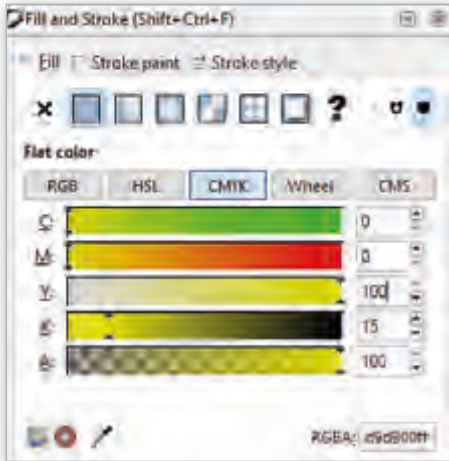 Fill and Stroke (Shift+Ctrl+F)
Fill Stroke paint Stroke style
?
Flat color
RGB HSL CMYK Wheel CMS
C: 0
M: 0
Y: 100
K: 15
A: 100
RGBA: d9d900ff